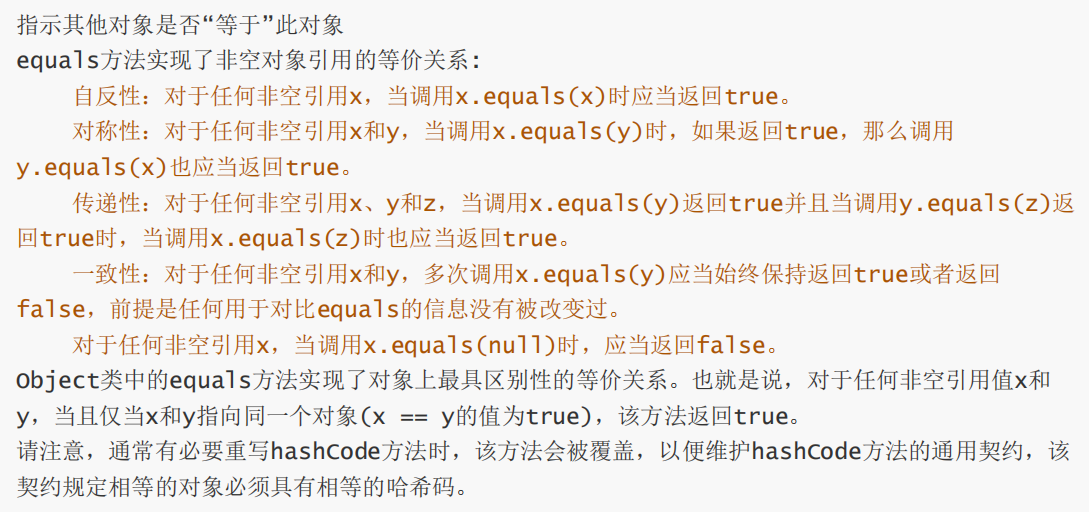 指示其他对象是否“等于”此对象
equals方法实现了非空对象引用的等价关系:
自反性：对于任何非空引用x，当调用x.equals(x)时应当返回true。
对称性：对于任何非空引用x和y，当调用x.equals(y)时，如果返回true，那么调用
y.equals(x)也应当返回true。
传递性：对于任何非空引用x、y和z，当调用x.equals(y)返回true并且当调用y.equals(z)返
回true时，当调用x.equals(z)时也应当返回true。
一致性：对于任何非空引用x和y，多次调用x.equals(y)应当始终保持返回true或者返回
false，前提是任何用于对比equals的信息没有被改变过。
对于任何非空引用x，当调用x.equals(null)时，应当返回false。
Object类中的equals方法实现了对象上最具区别性的等价关系。也就是说，对于任何非空引用值x和
y，当且仅当x和y指向同一个对象(x == y的值为true)，该方法返回true。
请注意，通常有必要重写hashCode方法时，该方法会被覆盖，以便维护hashCode方法的通用契约，该
契约规定相等的对象必须具有相等的哈希码。